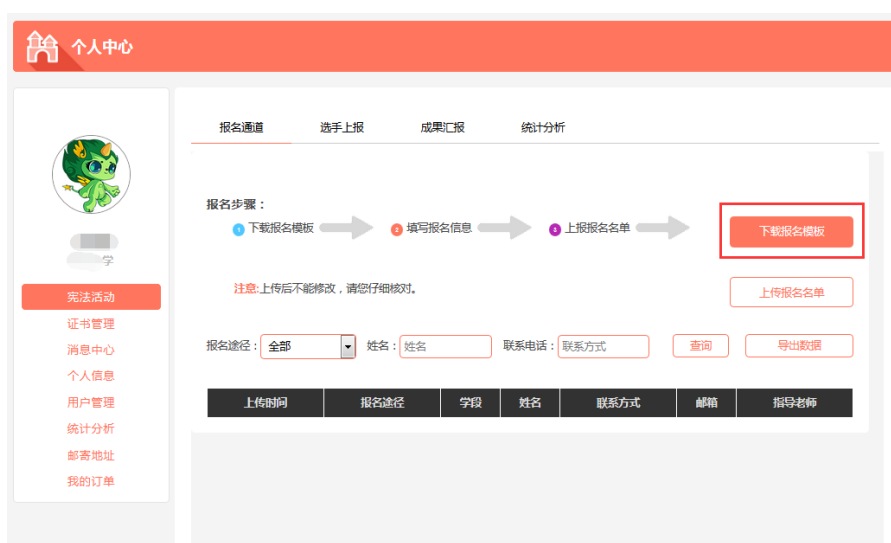 个人中心
报名通道 选手上报 成果汇报 统计分析
学
宪法活动
证书管理
消息中心
个人信息
用户管理
统计分析
邮寄地址
我的订单
报名步骤：
1 下载报名模板 2 填写报名信息 3 上报报名名单
下载报名模板
注意:上传后不能修改，请您仔细核对。
上传报名名单
报名途径： 全部 姓名： 姓名 联系电话： 联系方式 查询 导出数据
上传时间 报名途径 学段 姓名 联系方式 邮箱 指导老师